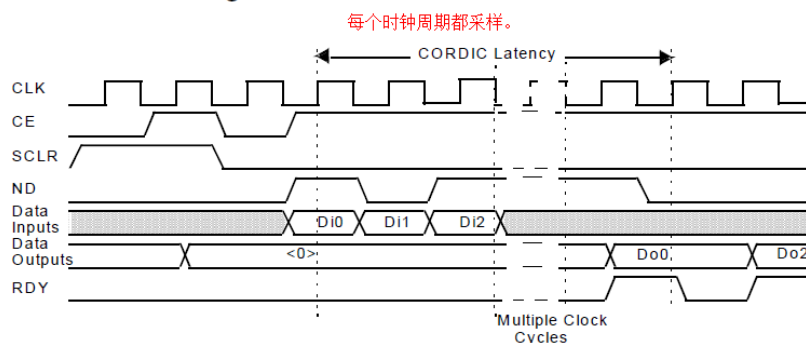 每个时钟周期都采样。
CORDIC Latency
CLK
CE
SCLR
ND
Data Inputs
Di0 Di1 Di2
Data Outputs
<0> Do0 Do2
RDY
Multiple Clock
Cycles